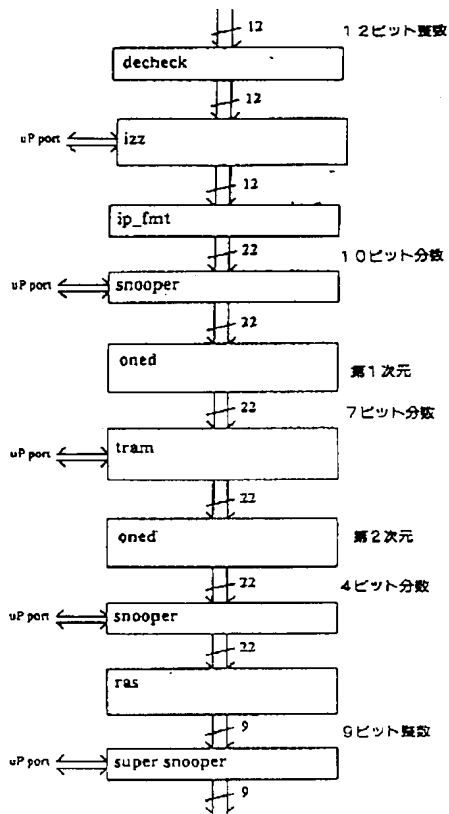 12 12ビット整数
decheck
12
uP port izz
12
ip_fmt
22 10ビット分数
uP port snooper
22
oned 第1次元
22 7ビット分数
uP port tram
22
oned 第2次元
22 4ビット分数
uP port snooper
22
ras
9 9ビット整数
uP port super snooper
9